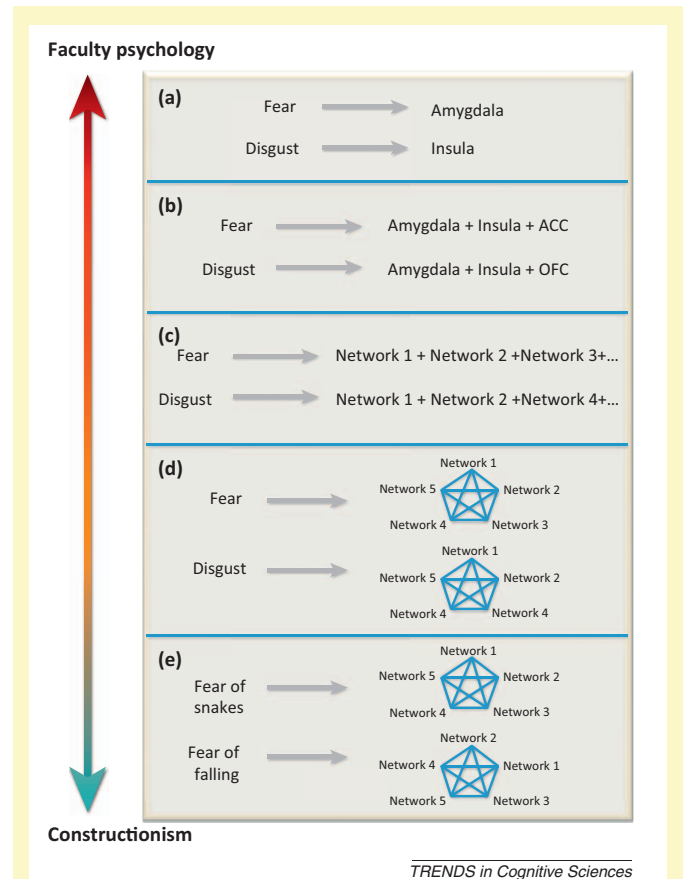 Faculty psychology
(a)
Fear Amygdala
Disgust Insula
(b)
Fear Amygdala + Insula + ACC
Disgust Amygdala + Insula + OFC
(c)
Fear Network 1 + Network 2 +Network 3+...
Disgust Network 1 + Network 2 +Network 4+...
(d)
Network 1
Fear Network 5 Network 2
Network 4 Network 3
Network 1
Disgust Network 5 Network 2
Network 4 Network 4
(e)
Network 1
Fear of
snakes
Network 5 Network 2
Network 4 Network 3
Network 2
Fear of
falling
Network 4 Network 1
Network 5 Network 3
Constructionism
TRENDS in Cognitive Sciences